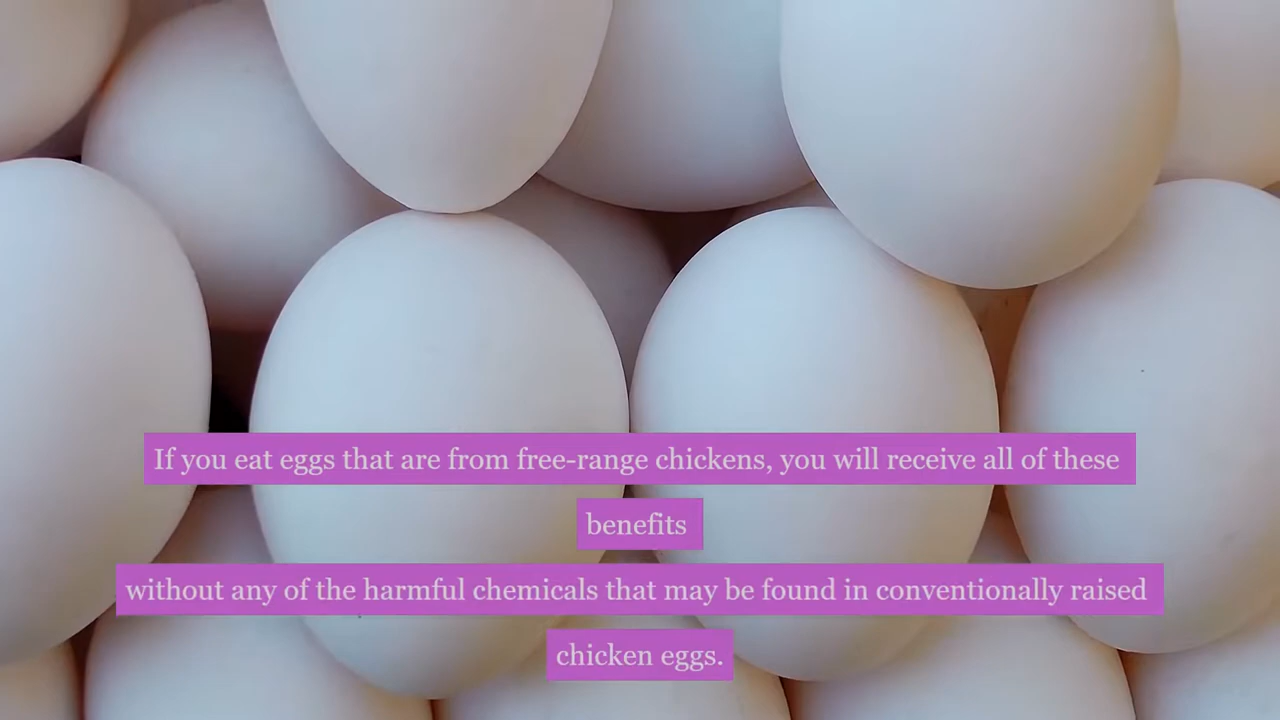 If you eat eggs that are from free-range chickens, you will receive all of these
benefits
without any of the harmful chemicals that may be found in conventionally raised
chicken eggs.